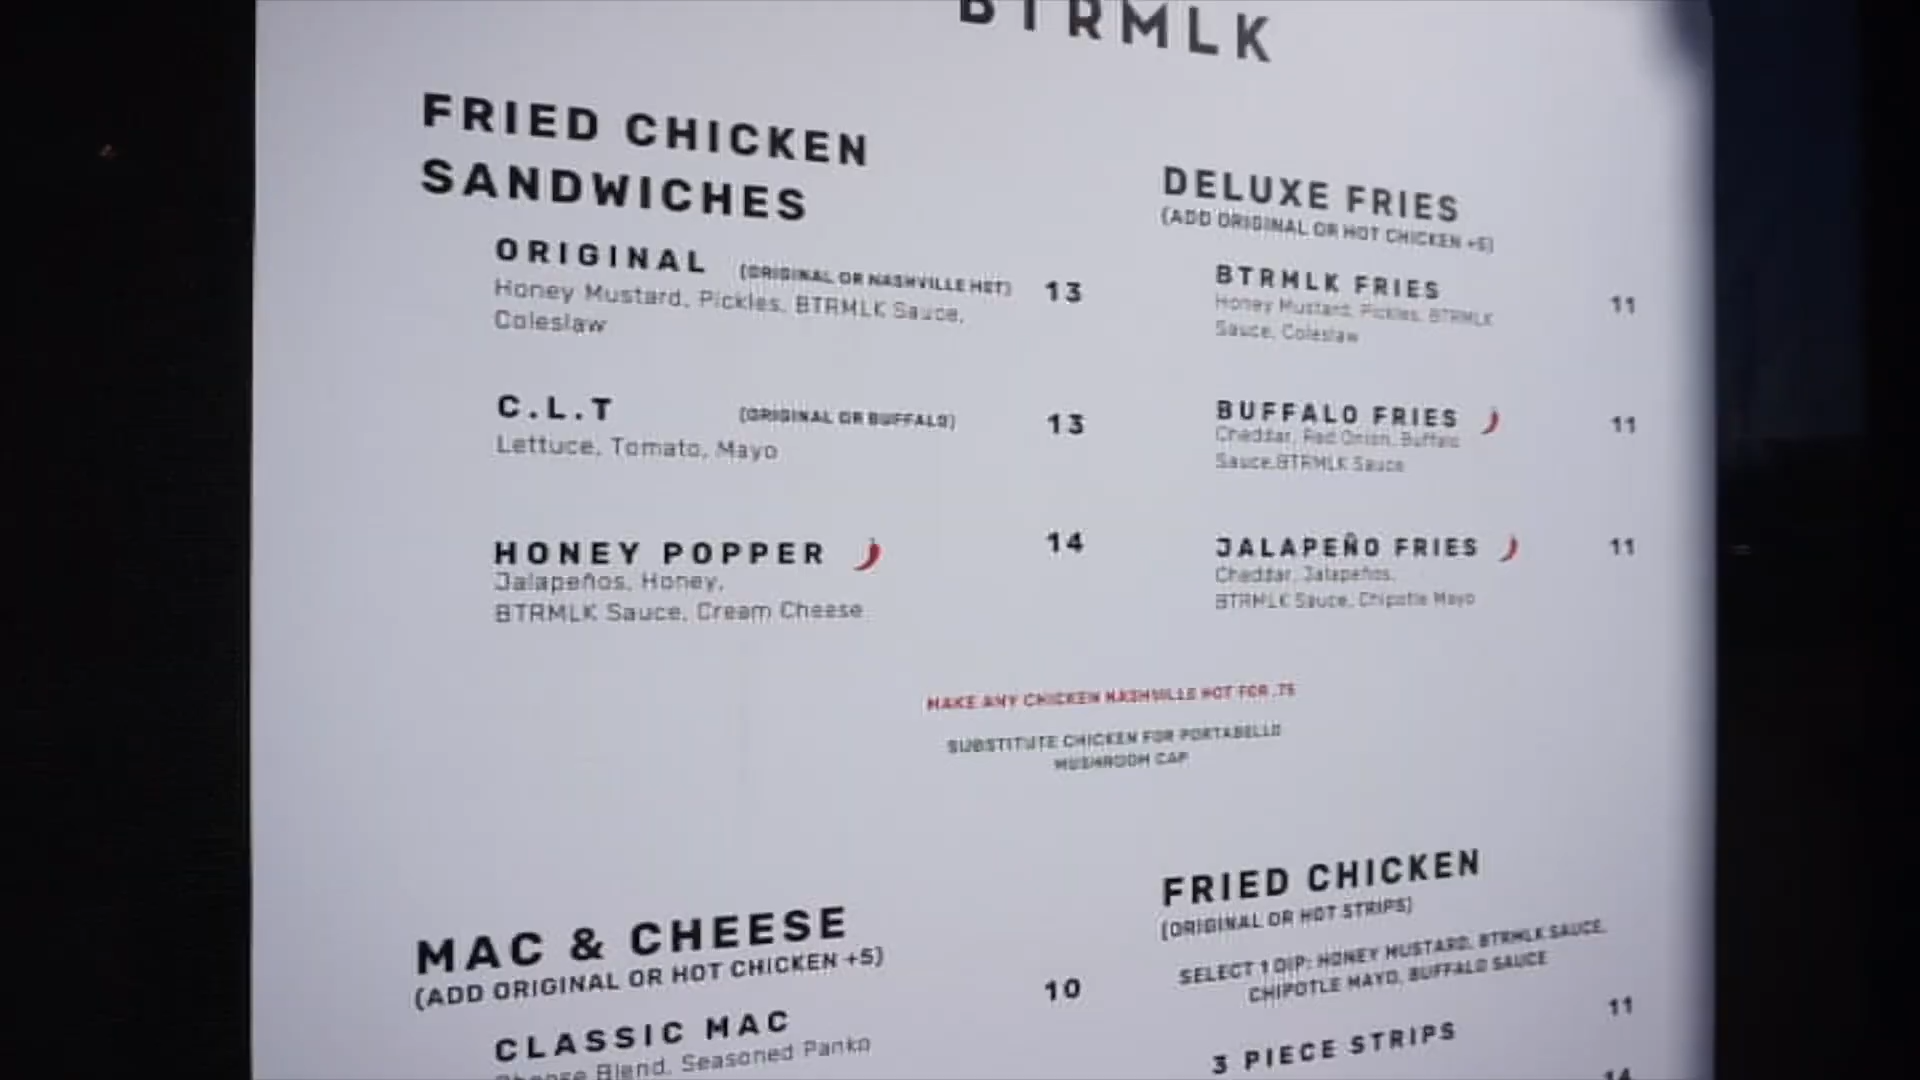 BTRMLK
FRIED CHICKEN
SANDWICHES
ORIGINAL (ORIGINAL OR NASHVILLE HOT) 13
Honey Mustard, Pickles, BTRMLK Sauce,
Coleslaw
C.L.T (ORIGINAL OR BUFFALO) 13
Lettuce, Tomato, Mayo
HONEY POPPER 14
Jalapeños, Honey,
BTRMLK Sauce, Cream Cheese
DELUXE FRIES
(ADD ORIGINAL OR HOT CHICKEN +5)
BTRMLK FRIES 11
Honey Mustard, Pickles, BTRMLK
Sauce, Coleslaw
BUFFALO FRIES 11
Cheddar, Red Onion, Buffalo
Sauce,BTRMLK Sauce
JALAPEÑO FRIES 11
Cheddar, Jalapeños,
BTRMLK Sauce, Chipotle Mayo
MAKE ANY CHICKEN NASHVILLE HOT FOR .75
SUBSTITUTE CHICKEN FOR PORTABELLO
MUSHROOM CAP
MAC & CHEESE
(ADD ORIGINAL OR HOT CHICKEN +5)
CLASSIC MAC 10
Cheese Blend, Seasoned Panko
FRIED CHICKEN
(ORIGINAL OR HOT STRIPS)
SELECT 1 DIP: HONEY MUSTARD, BTRMLK SAUCE,
CHIPOTLE MAYO, BUFFALO SAUCE
3 PIECE STRIPS 11
14